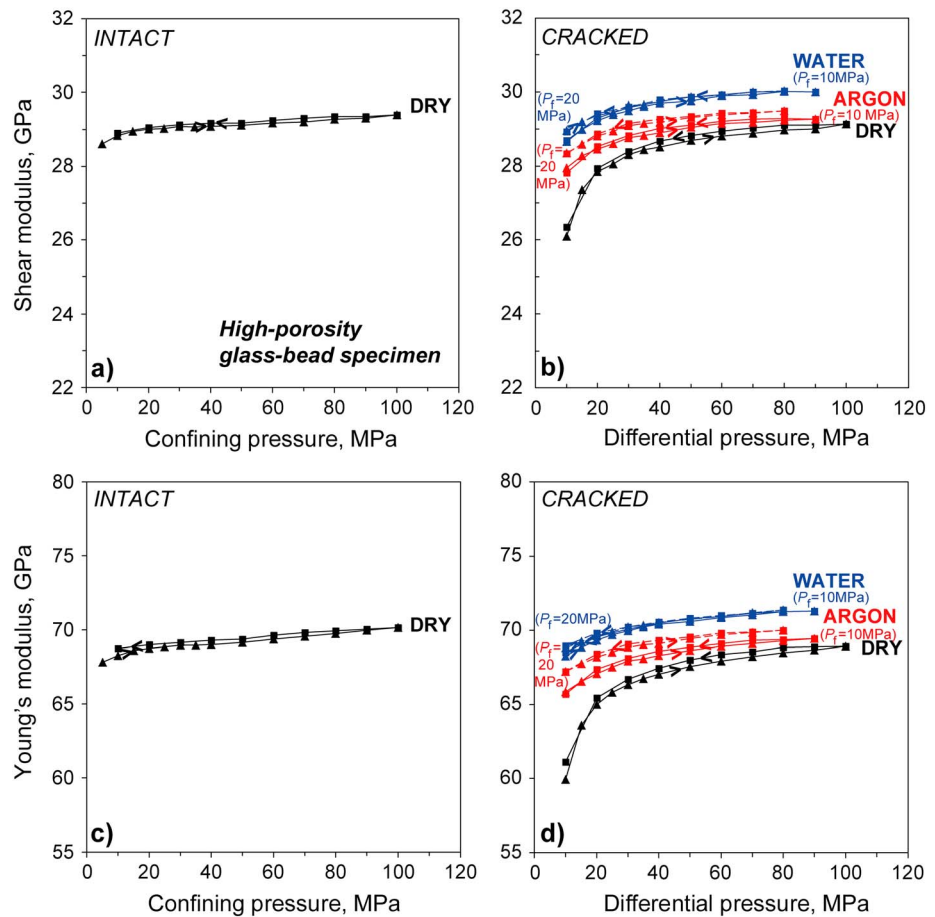 32
30
28
26
24
22
Shear modulus, GPa
INTACT
DRY
High-porosity
glass-bead specimen
a)
0 20 40 60 80 100 120
Confining pressure, MPa
32
30
28
26
24
22
CRACKED
WATER
(Pf=10MPa)
(Pf=20
MPa)
ARGON
(Pf=10 MPa)
DRY
(Pf=
20
MPa)
b)
0 20 40 60 80 100 120
Differential pressure, MPa
80
75
70
65
60
55
Young's modulus, GPa
INTACT
DRY
c)
0 20 40 60 80 100 120
Confining pressure, MPa
80
75
70
65
60
55
CRACKED
WATER
(Pf=10MPa)
(Pf=20MPa)
ARGON
(Pf=10MPa)
DRY
(Pf=
20
MPa)
d)
0 20 40 60 80 100 120
Differential pressure, MPa